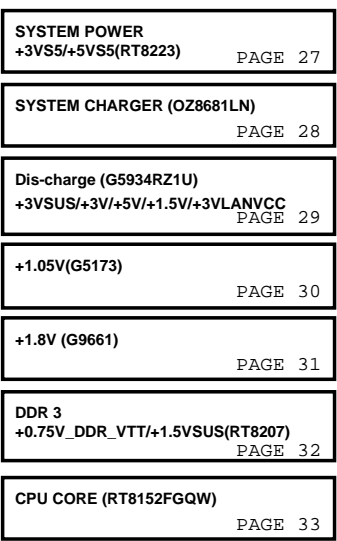 SYSTEM POWER
+3VS5/+5VS5(RT8223)
PAGE 27
SYSTEM CHARGER (OZ8681LN)
PAGE 28
Dis-charge (G5934RZ1U)
+3VSUS/+3V/+5V/+1.5V/+3VLANVCC
PAGE 29
+1.05V(G5173)
PAGE 30
+1.8V (G9661)
PAGE 31
DDR 3
+0.75V_DDR_VTT/+1.5VSUS(RT8207)
PAGE 32
CPU CORE (RT8152FGQW)
PAGE 33